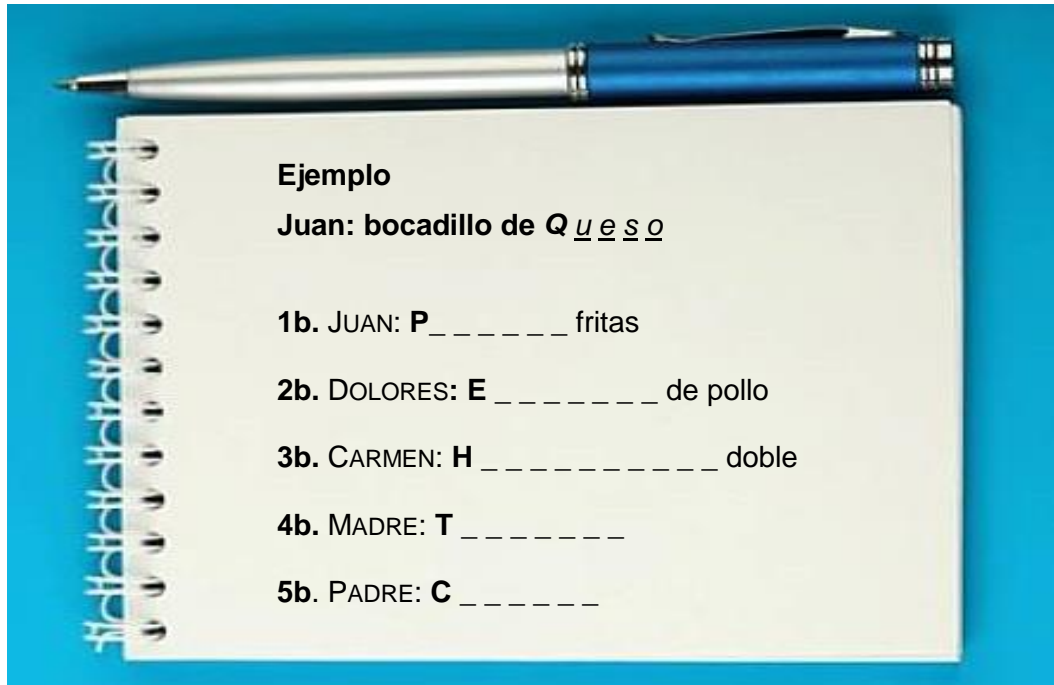 Ejemplo
Juan: bocadillo de Q u e s o
1b. JUAN: P_ _ _ _ _ _ fritas
2b. DOLORES: E _ _ _ _ _ _ _ de pollo
3b. CARMEN: H _ _ _ _ _ _ _ _ _ _ doble
4b. MADRE: T _ _ _ _ _ _ _
5b. PADRE: C _ _ _ _ _ _